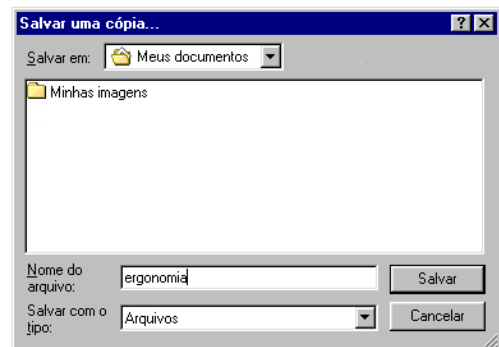 Salvar uma cópia...
Salvar em: Meus documentos
Minhas imagens
Nome do
arquivo: ergonomia Salvar
Salvar com o
tipo: Arquivos Cancelar